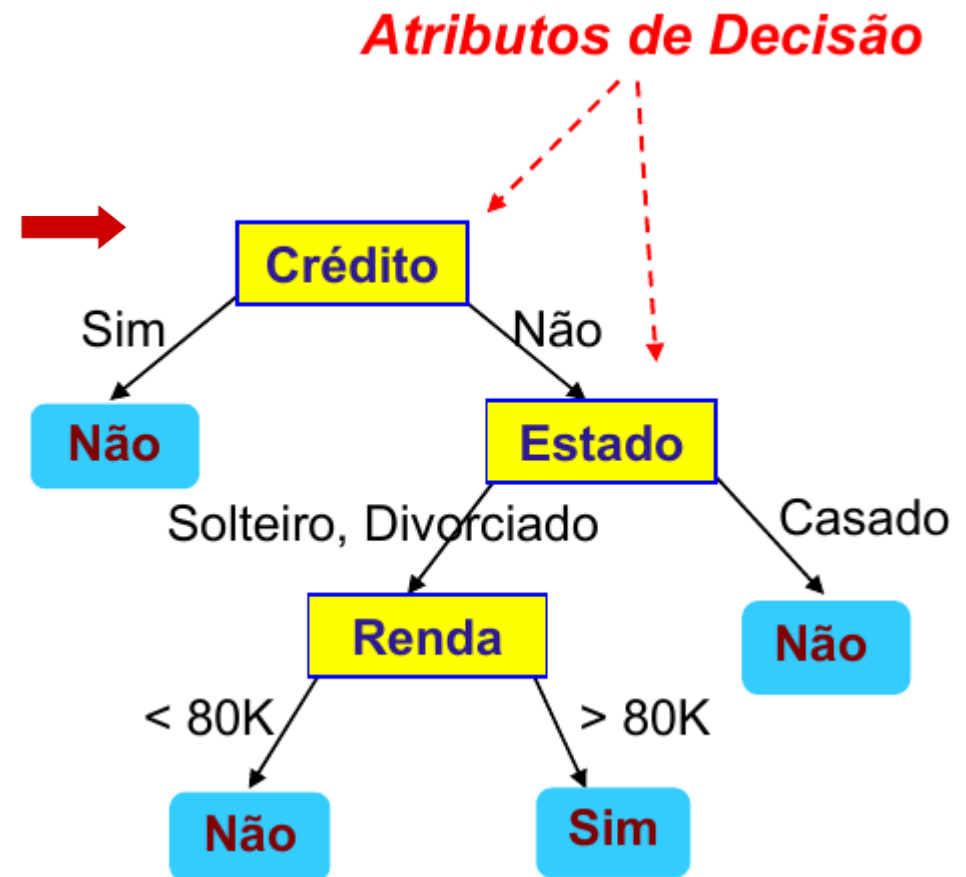 Atributos de Decisão
Crédito
Sim
Não
Não
Estado
Solteiro, Divorciado
Casado
Renda
Não
< 80K
> 80K
Não
Sim